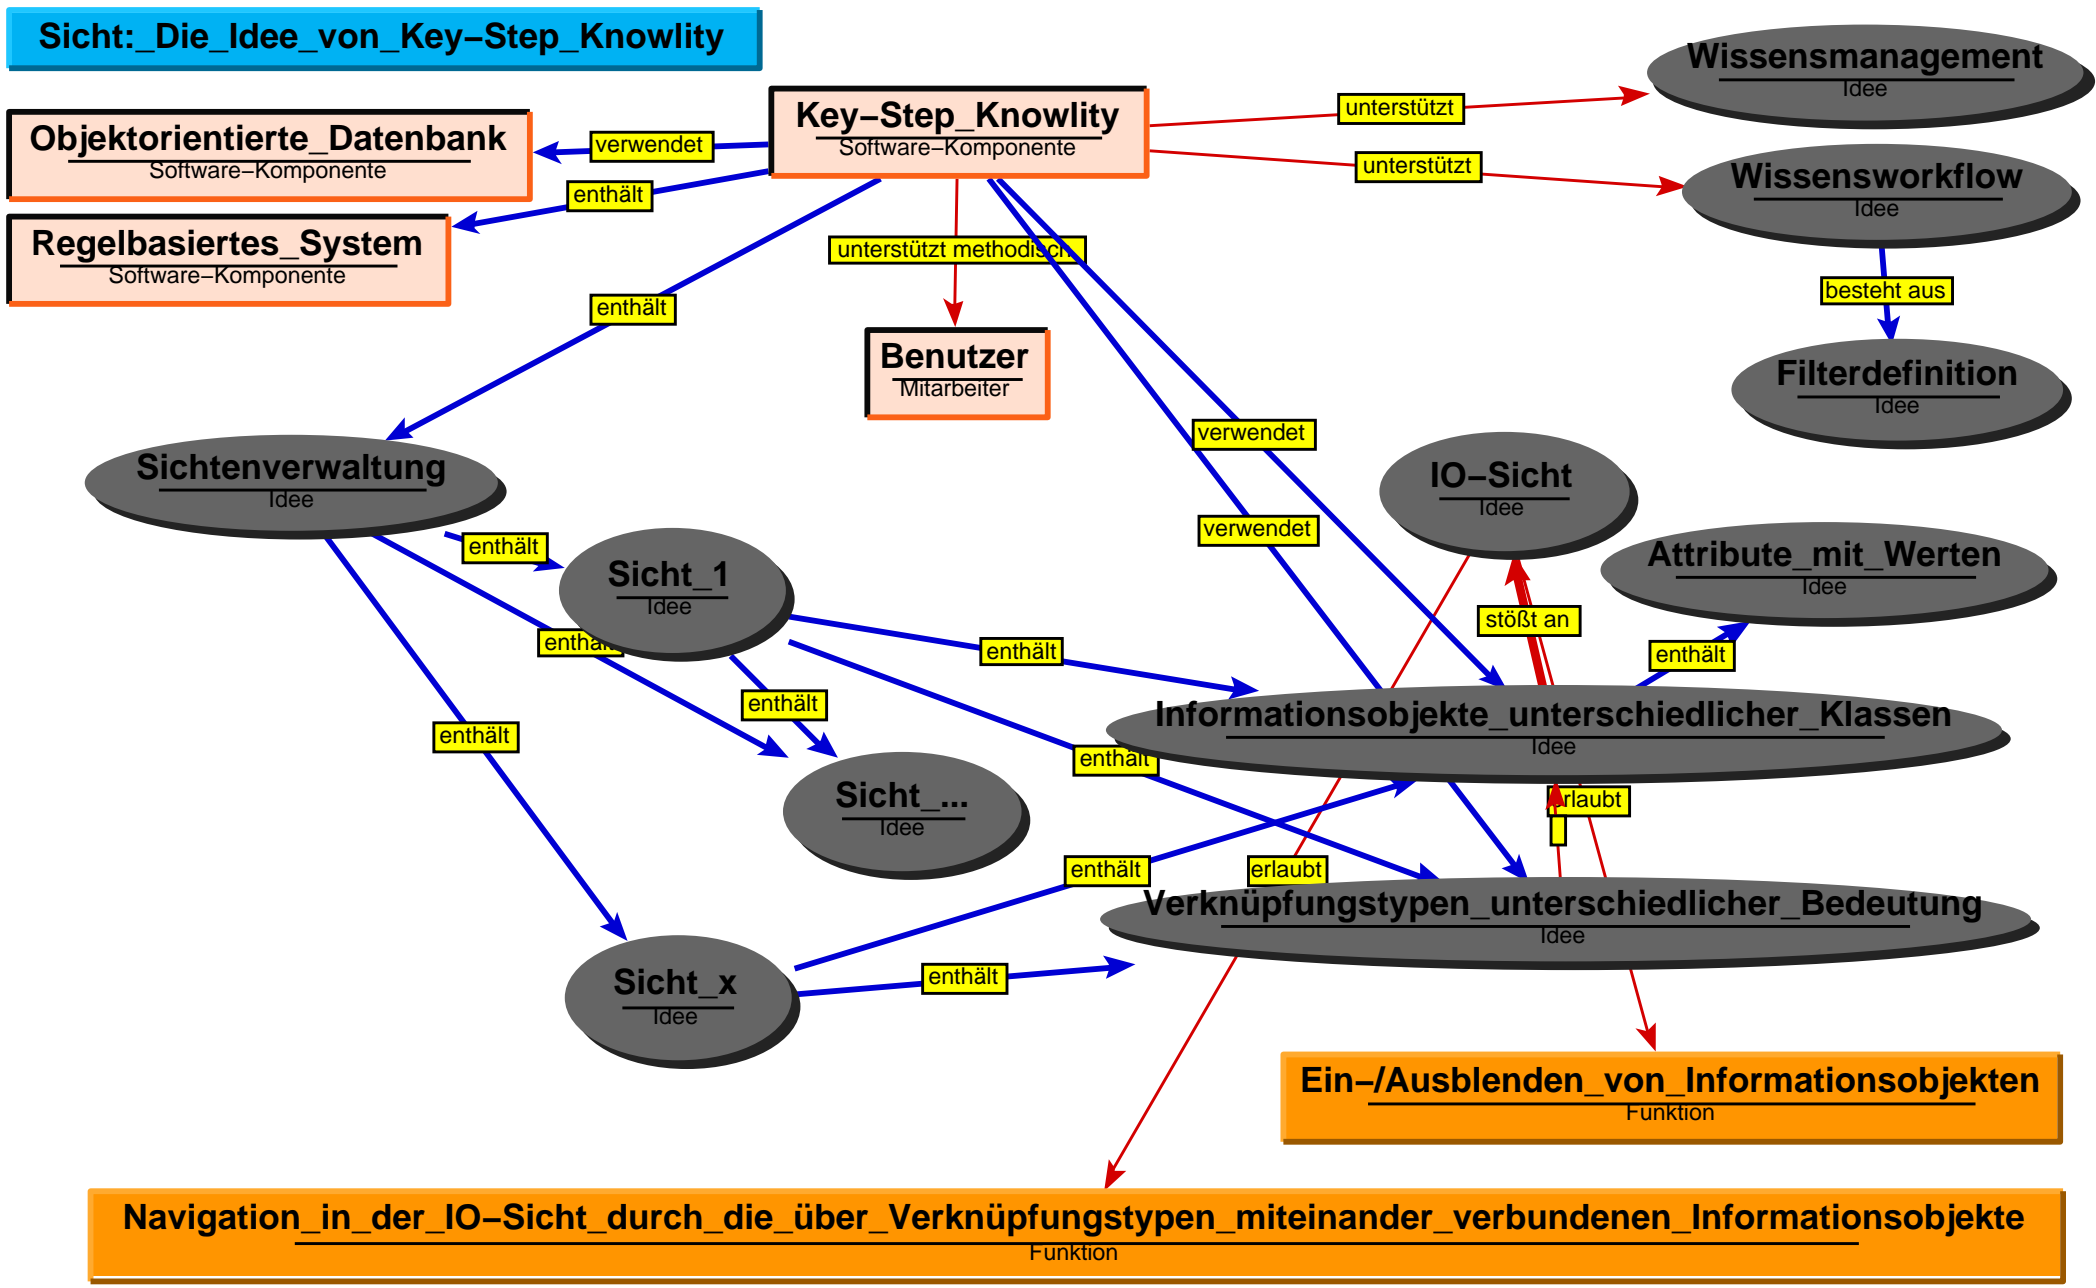 Sicht:_Die_Idee_von_Key–Step_Knowlity
Wissensmanagement
Idee
Key–Step_Knowlity
Software–Komponente
unterstützt
Objektorientierte_Datenbank
Software–Komponente
verwendet
unterstützt
Wissensworkflow
Idee
enthält
Regelbasiertes_System
Software–Komponente
unterstützt methodisch
besteht aus
enthält
Benutzer
Mitarbeiter
Filterdefinition
Idee
verwendet
Sichtenverwaltung
Idee
IO–Sicht
Idee
verwendet
enthält
Attribute_mit_Werten
Idee
Sicht_1
Idee
stößt an
enthält
enthält
enthält
enthält
Informationsobjekte_unterschiedlicher_Klassen
Idee
enthält
enthält
Sicht_...
Idee
erlaubt
enthält
erlaubt
Verknüpfungstypen_unterschiedlicher_Bedeutung
Idee
enthält
Sicht_x
Idee
Ein–/Ausblenden_von_Informationsobjekten
Funktion
Navigation_in_der_IO–Sicht_durch_die_über_Verknüpfungstypen_miteinander_verbundenen_Informationsobjekte
Funktion